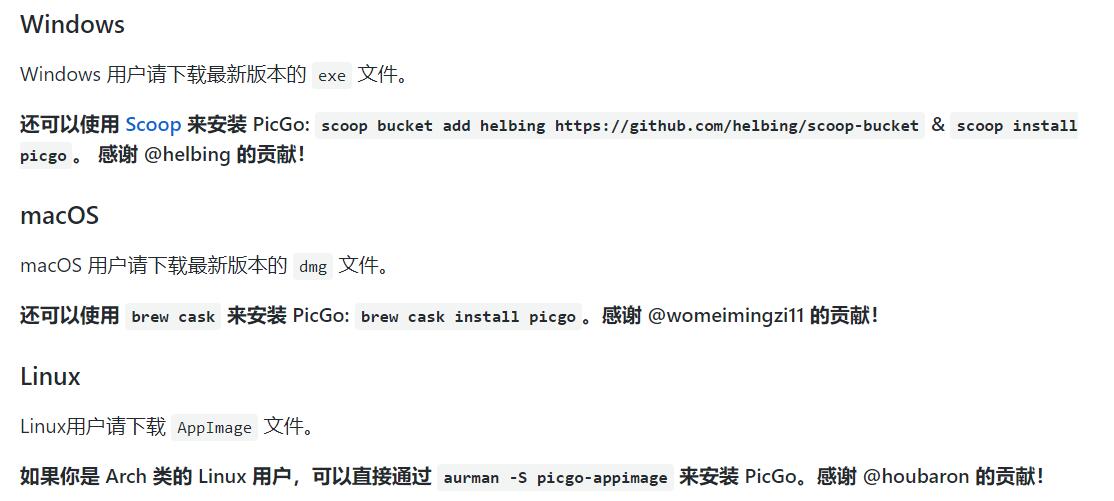 Windows
Windows 用户请下载最新版本的 exe 文件。
还可以使用 Scoop 来安装 PicGo: scoop bucket add helbing https://github.com/helbing/scoop-bucket & scoop install
picgo 。 感谢 @helbing 的贡献！
macOS
macOS 用户请下载最新版本的 dmg 文件。
还可以使用 brew cask 来安装 PicGo: brew cask install picgo 。感谢 @womeimingzi11 的贡献！
Linux
Linux用户请下载 AppImage 文件。
如果你是 Arch 类的 Linux 用户，可以直接通过 aurman -S picgo-appimage 来安装 PicGo。感谢 @houbaron 的贡献！